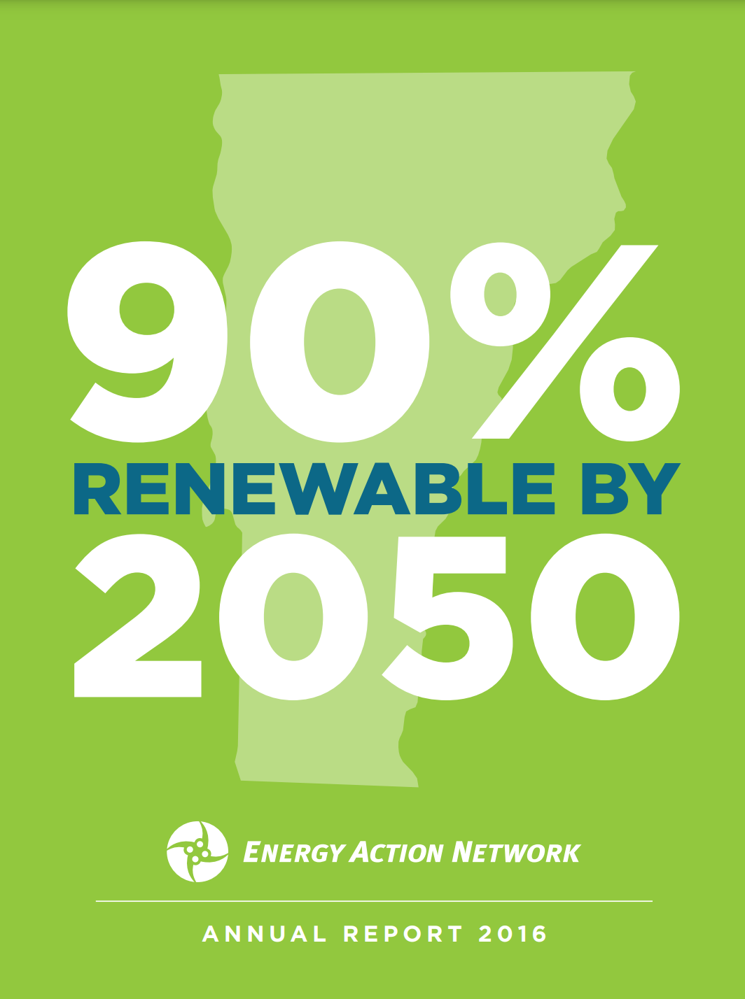 90%
RENEWABLE BY
2050
ENERGY ACTION NETWORK
ANNUAL REPORT 2016